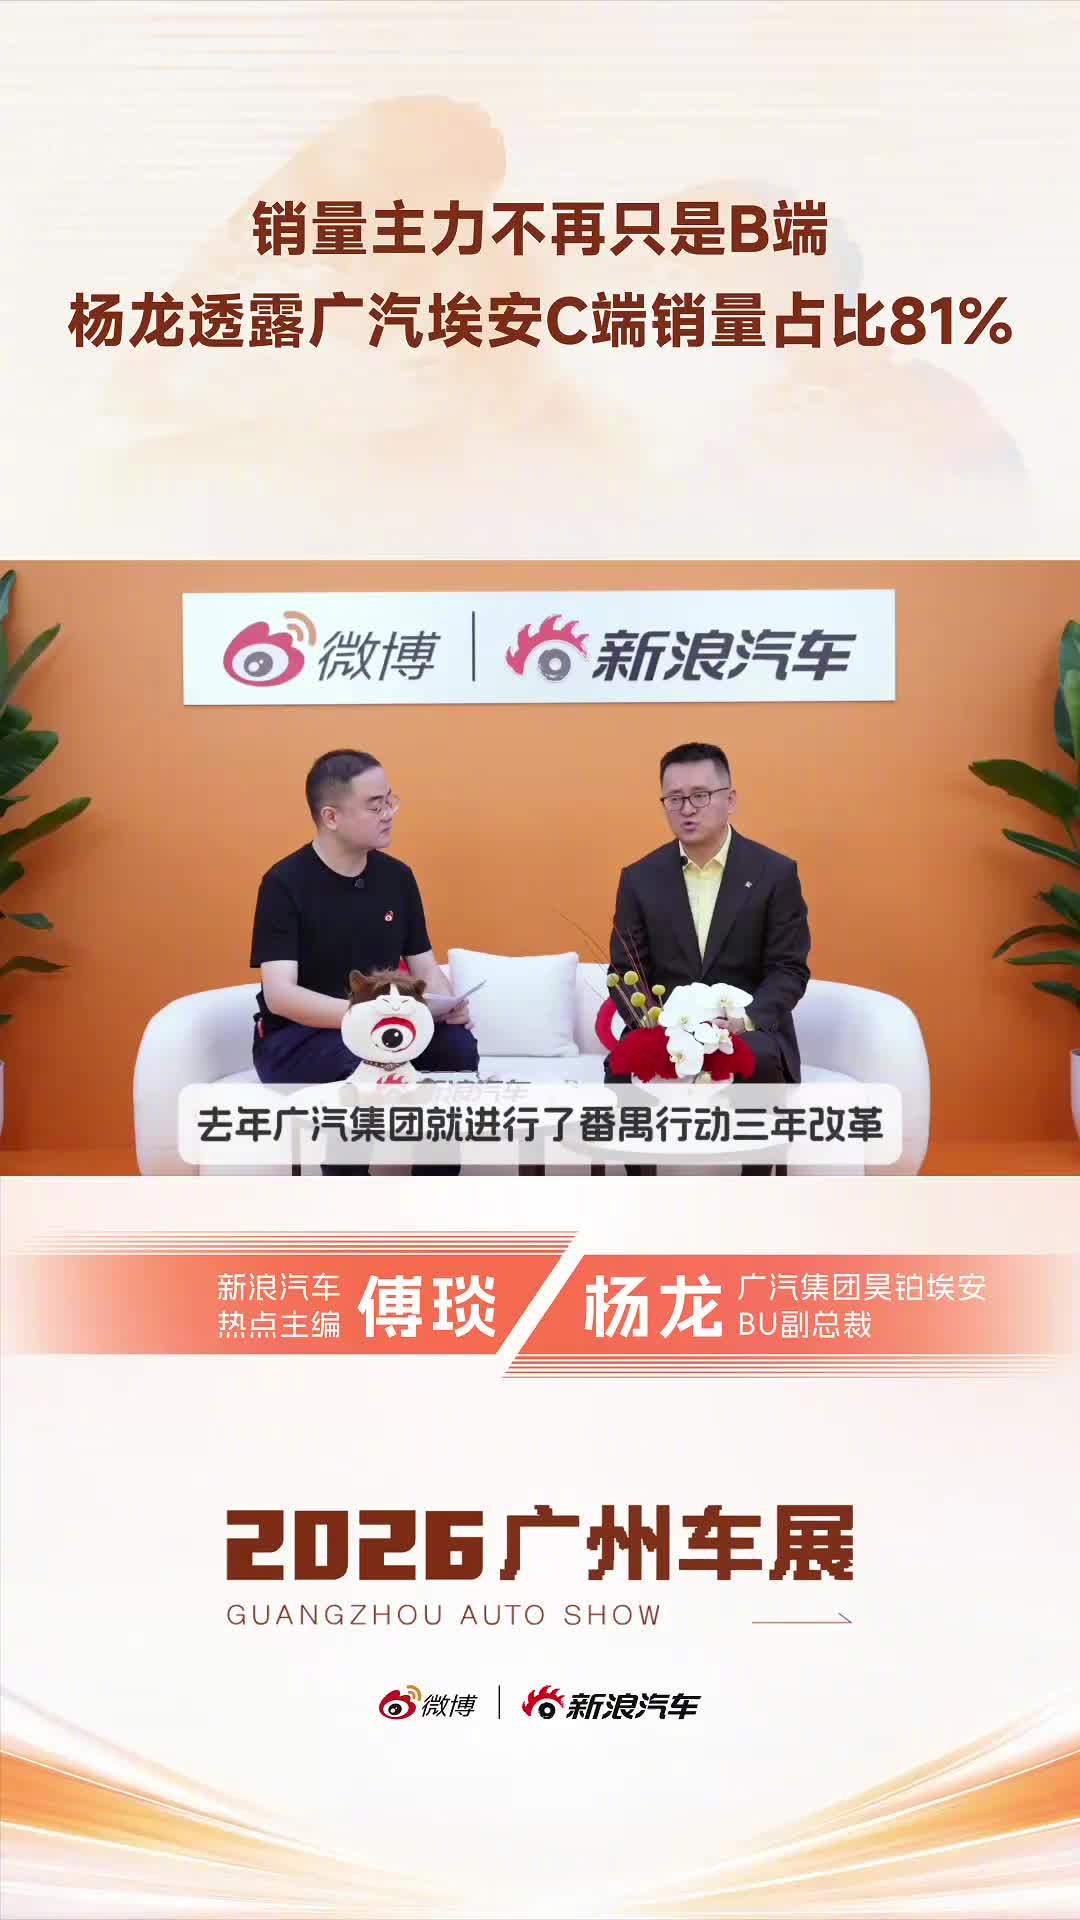 销量主力不再只是B端
杨龙透露广汽埃安C端销量占比81%
微博 | 新浪汽车
新浪汽车
去年广汽集团就进行了番禺行动三年改革
新浪汽车
热点主编
傅琰
杨龙
广汽集团昊铂埃安
BU副总裁
2026广州车展
GUANGZHOU AUTO SHOW
微博 | 新浪汽车